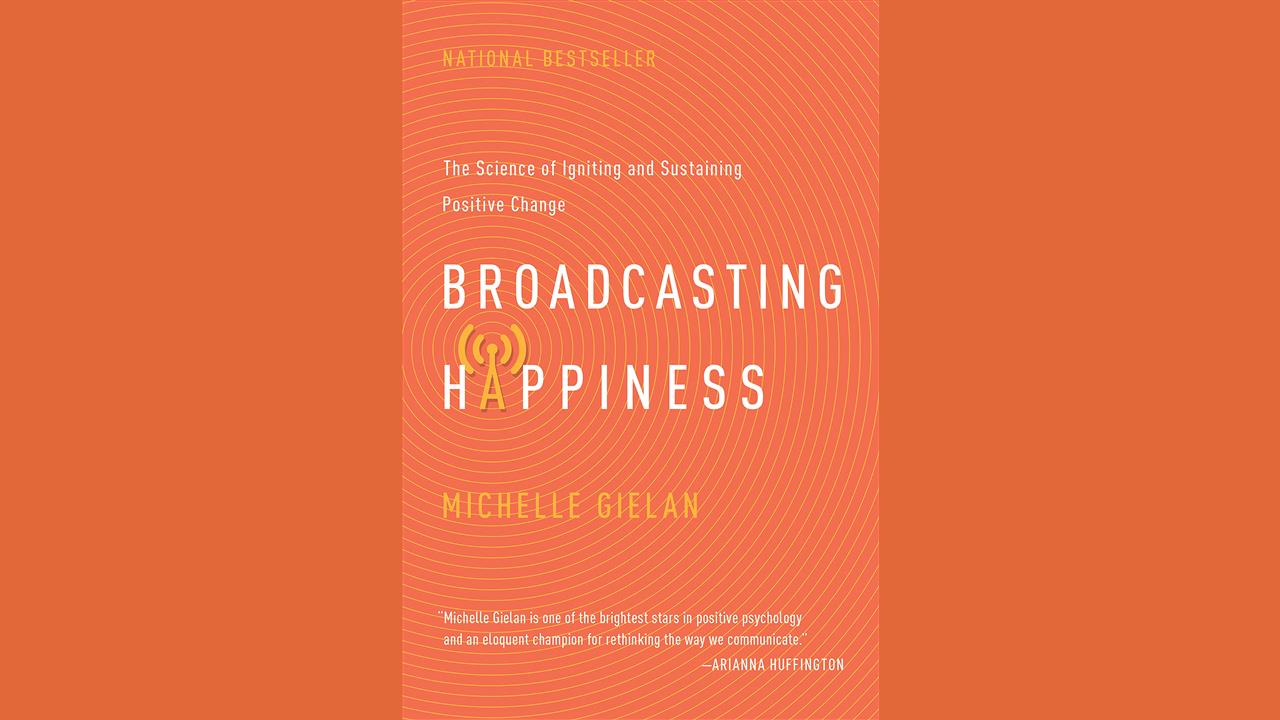 NATIONAL BESTSELLER
The Science of Igniting and Sustaining
Positive Change
BROADCASTING
HAPPINESS
MICHELLE GIELAN
“Michelle Gielan is one of the brightest stars in positive psychology
and an eloquent champion for rethinking the way we communicate.”
—ARIANNA HUFFINGTON